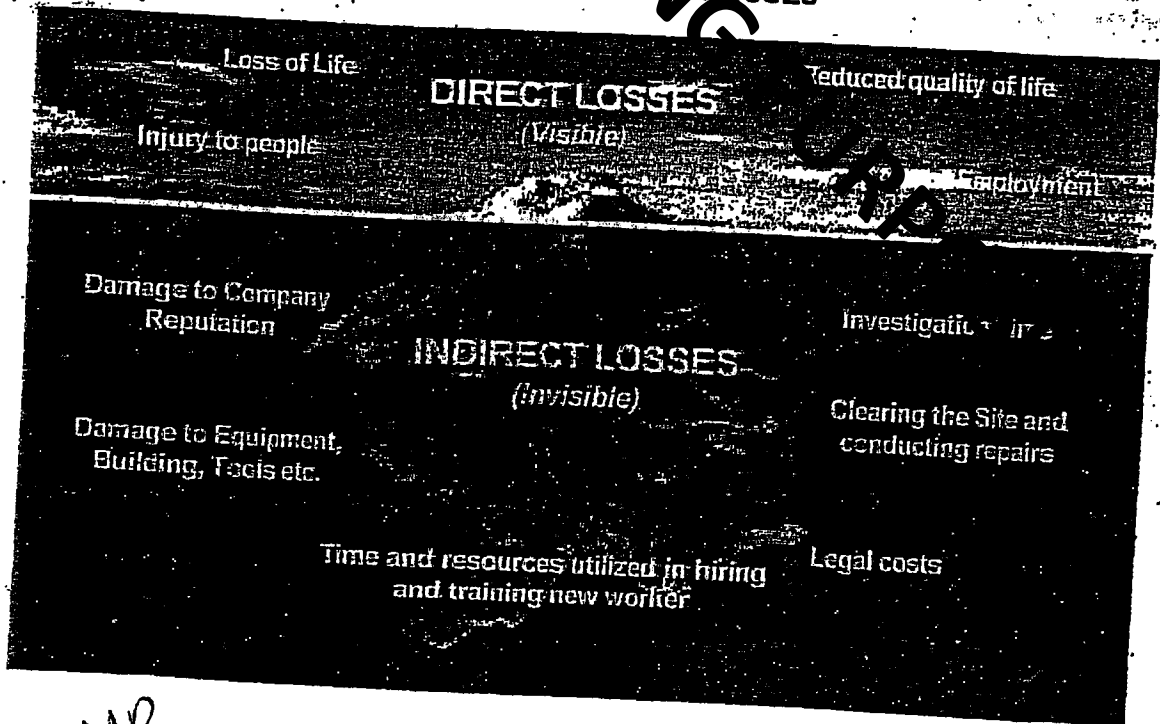 Loss of Life
DIRECT LOSSES
(Visible)
Reduced quality of life
Injury to people
Employment
Damage to Company
Reputation
INDIRECT LOSSES
(Invisible)
Investigation
Damage to Equipment,
Building, Tools etc.
Clearing the Site and
conducting repairs
Time and resources utilized in hiring
and training new worker
Legal costs